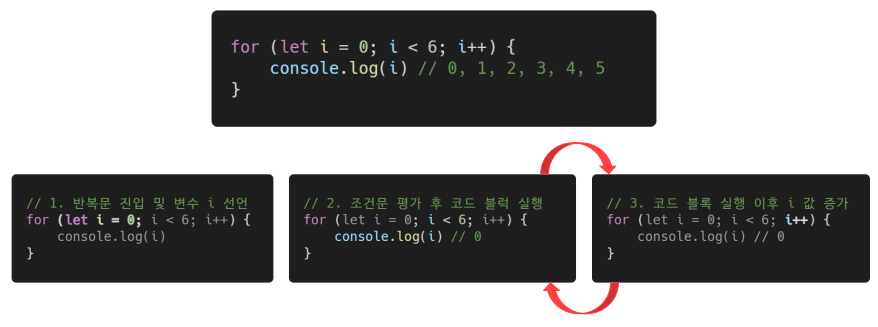 for (let i = 0; i < 6; i++) {
    console.log(i) // 0, 1, 2, 3, 4, 5
}
// 1. 반복문 진입 및 변수 i 선언
for (let i = 0; i < 6; i++) {
    console.log(i)
}
// 2. 조건문 평가 후 코드 블럭 실행
for (let i = 0; i < 6; i++) {
    console.log(i) // 0
}
// 3. 코드 블록 실행 이후 i 값 증가
for (let i = 0; i < 6; i++) {
    console.log(i) // 0
}